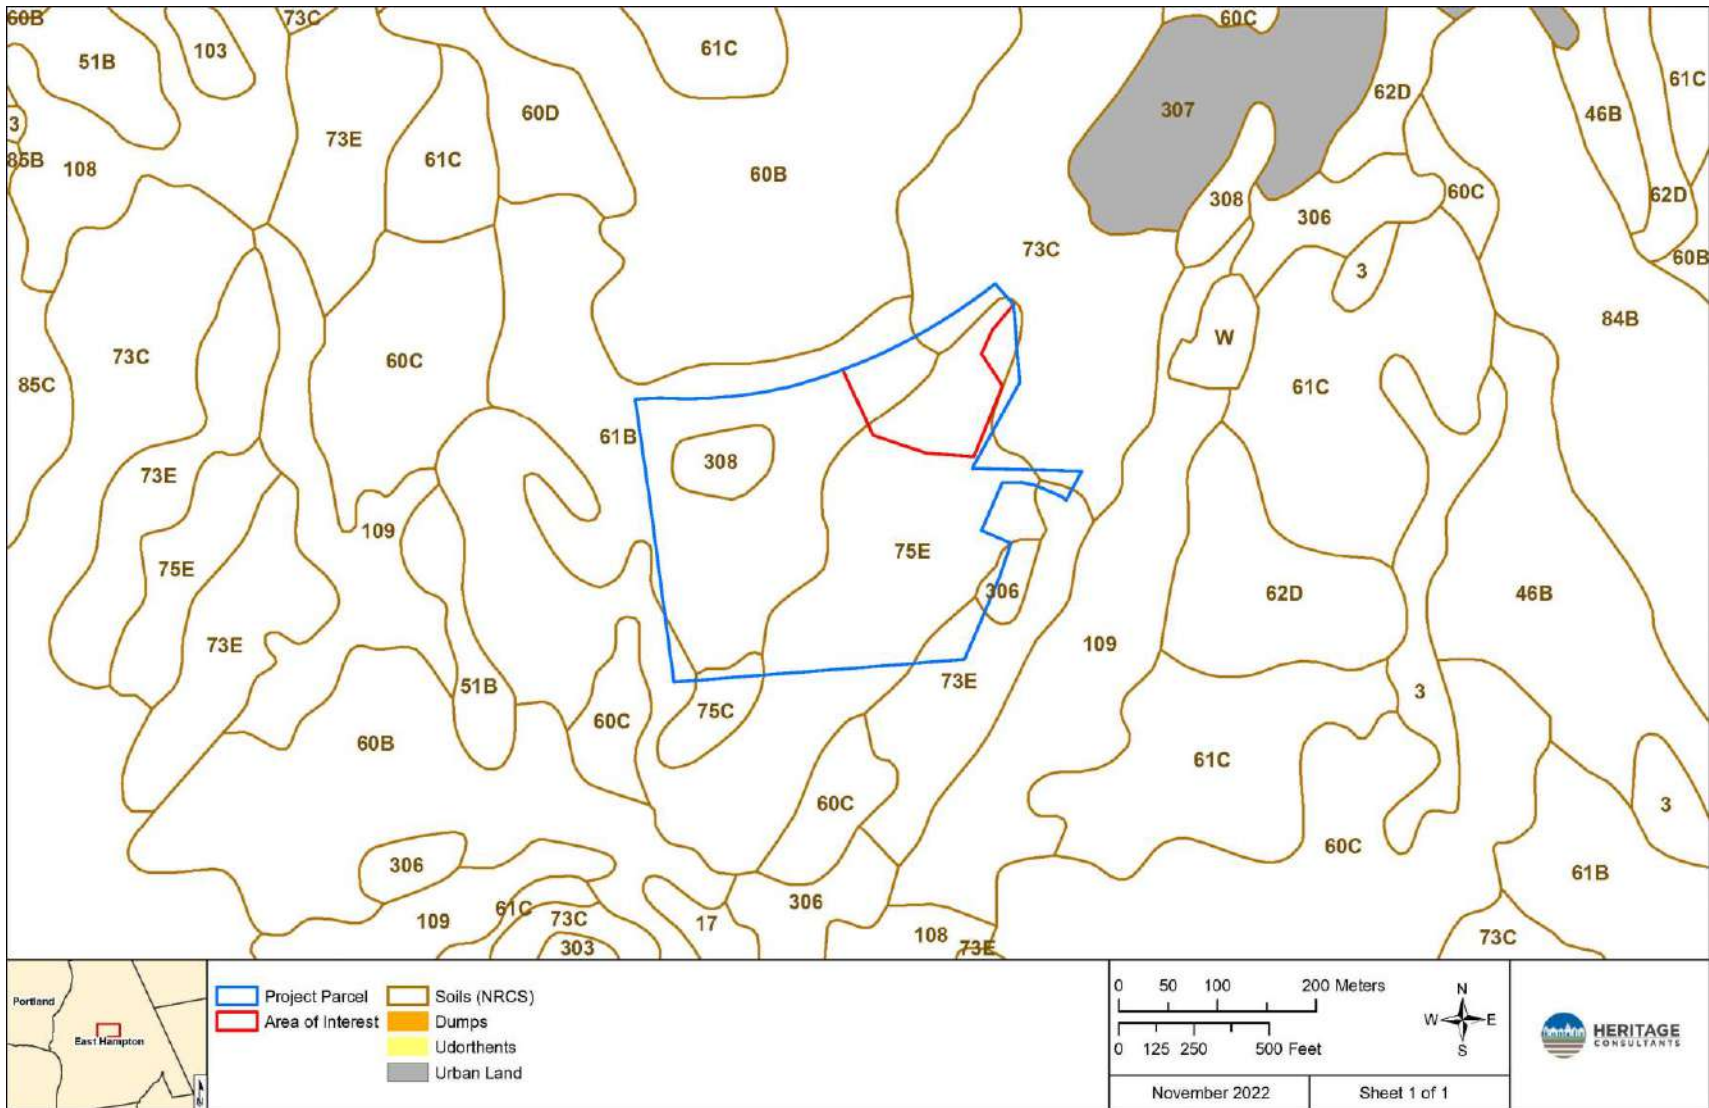 60B
73C
61C
60C
51B
103
60D
73E
61C
62D
46B
61C
3
307
85B
108
60B
308
306
60C
62D
73C
60B
3
84B
W
73C
60C
85C
61C
61B
308
73E
109
75E
75E
306
62D
46B
73E
109
73E
51B
3
75C
60C
60B
61C
60C
3
60C
306
61B
306
61C
109
73C
17
303
108
73E
73C
Portland
East Hampton
N
Project Parcel
Area of Interest
Soils (NRCS)
Dumps
Udorthents
Urban Land
0 50 100 200 Meters
0 125 250 500 Feet
N
W E
S
November 2022
Sheet 1 of 1
HERITAGE
CONSULTANTS